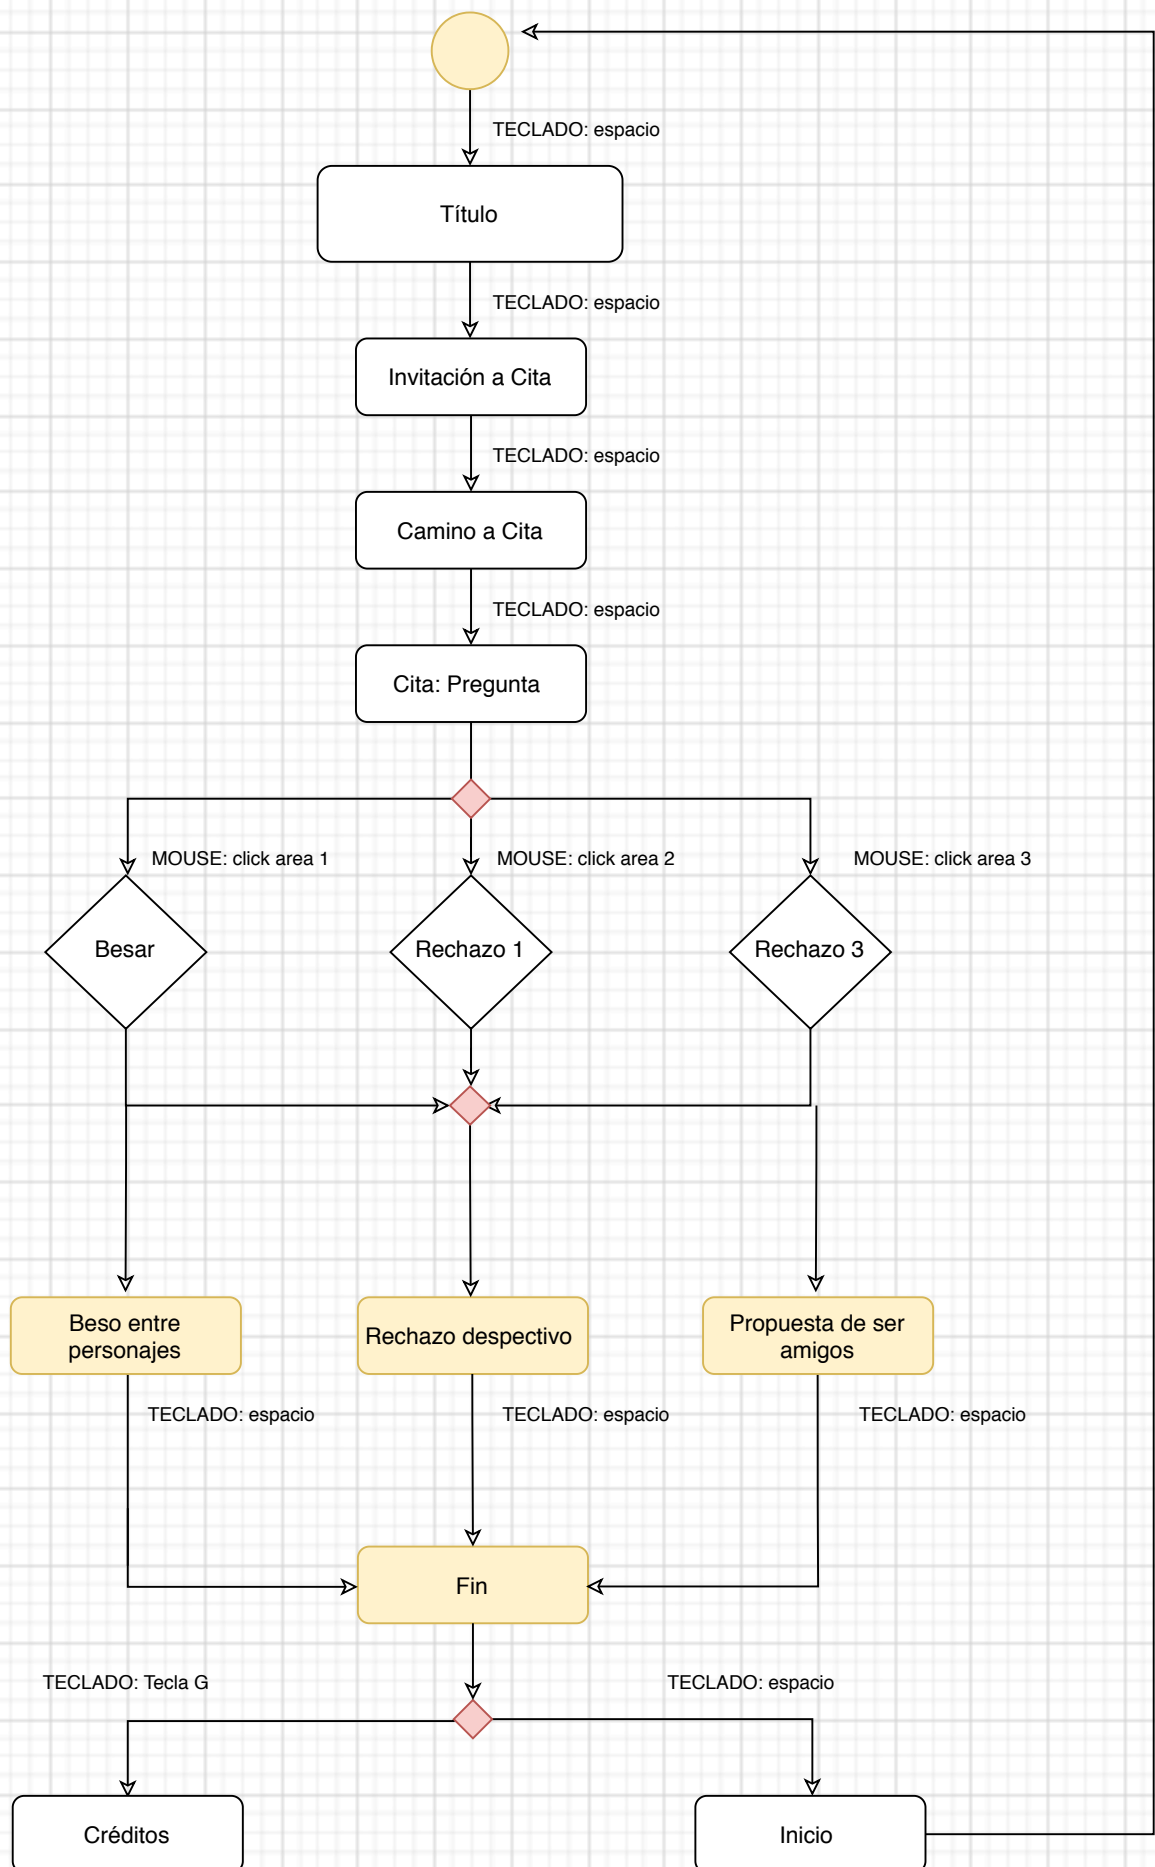 TECLADO: espacio
Título
TECLADO: espacio
Invitación a Cita
TECLADO: espacio
Camino a Cita
TECLADO: espacio
Cita: Pregunta
MOUSE: click area 1
MOUSE: click area 2
MOUSE: click area 3
Besar
Rechazo 1
Rechazo 3
Beso entre
personajes
Rechazo despectivo
Propuesta de ser
amigos
TECLADO: espacio
TECLADO: espacio
TECLADO: espacio
Fin
TECLADO: Tecla G
TECLADO: espacio
Créditos
Inicio